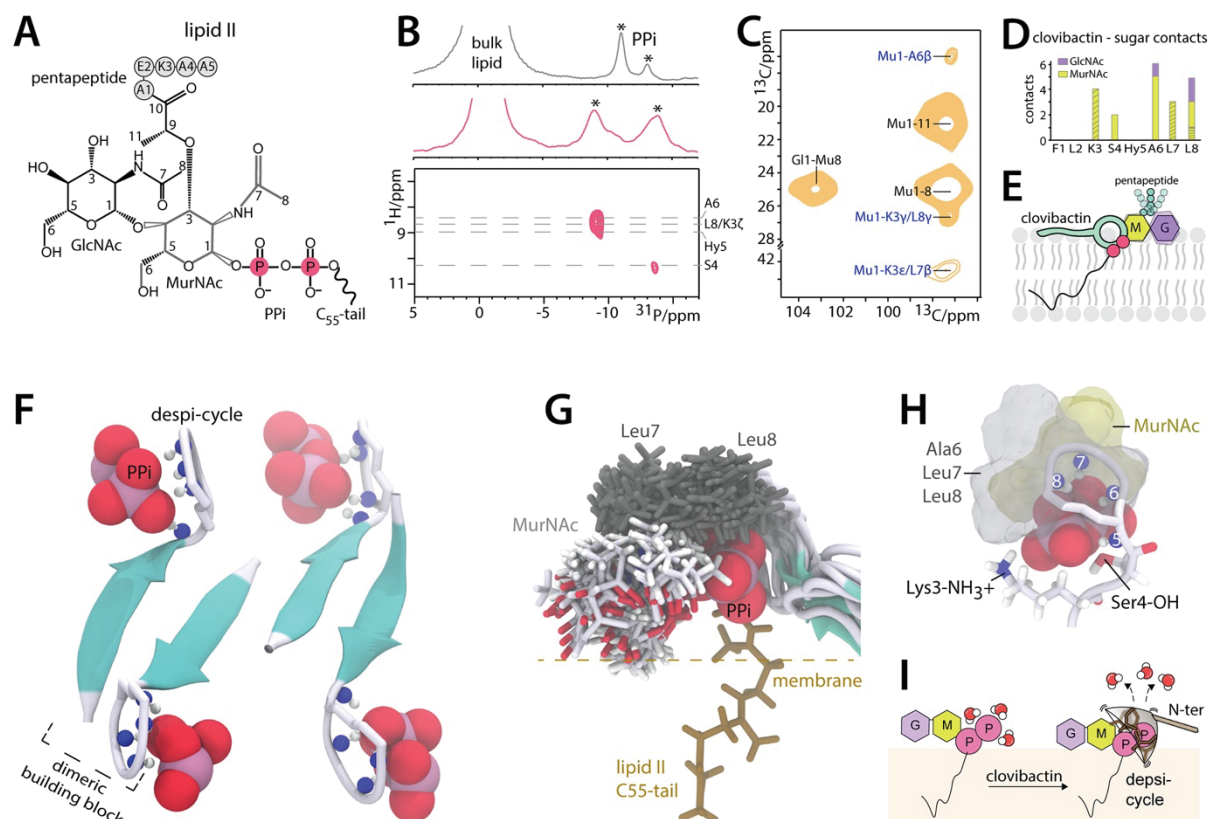 A
lipid II
pentapeptide
E2 K3 A4 A5
A1
10
O
9
11
O
OH
HO
3
H
N
7
8
O
HO
5
1
O
6
OH
GlcNAc
O
7
8
H
N
3
5
1
O
6
OH
MurNAc
O O O
P P
O⁻ O⁻
PPi
C55-tail
B
bulk
lipid
*
PPi
*
*
*
1H/ppm
9
11
A6
L8/K3ζ
Hy5
S4
5 0 -5 -10 31P/ppm
C
13C/ppm
20
22
24
26
28
42
Mu1-A6β
Mu1-11
Gl1-Mu8
Mu1-8
Mu1-K3γ/L8γ
Mu1-K3ε/L7β
104 102 100 13C/ppm
D
clovibactin - sugar contacts
GlcNAc
MurNAc
contacts
6
4
2
0
F1 L2 K3 S4 Hy5 A6 L7 L8
E
pentapeptide
clovibactin
M G
F
despi-cycle
PPi
dimeric
building block
G
Leu7
Leu8
MurNAc
PPi
membrane
lipid II
C55-tail
H
MurNAc
Ala6
Leu7
Leu8
7
8
6
5
Lys3-NH3+
Ser4-OH
I
G M P P
clovibactin
G M P P
N-ter
depsi-
cycle